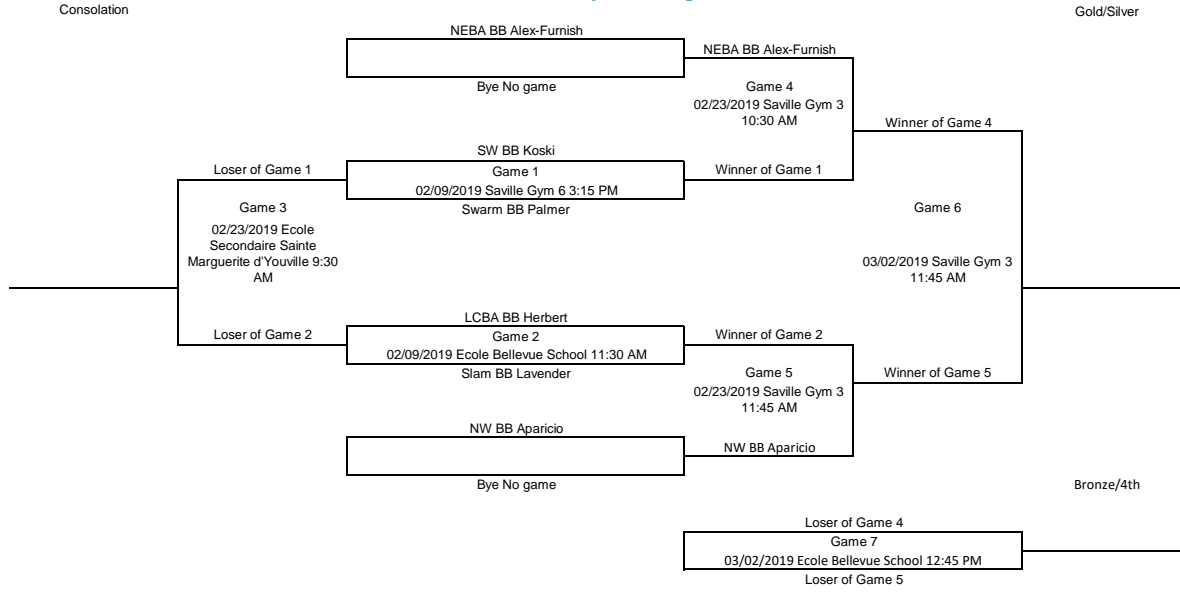 Consolation
Gold/Silver
NEBA BB Alex-Furnish
NEBA BB Alex-Furnish
Bye No game
Game 4
02/23/2019 Saville Gym 3
10:30 AM
Winner of Game 4
SW BB Koski
Loser of Game 1
Game 1
Winner of Game 1
02/09/2019 Saville Gym 6 3:15 PM
Swarm BB Palmer
Game 3
02/23/2019 Ecole
Secondaire Sainte
Marguerite d'Youville 9:30
AM
Game 6
03/02/2019 Saville Gym 3
11:45 AM
LCBA BB Herbert
Loser of Game 2
Game 2
Winner of Game 2
02/09/2019 Ecole Bellevue School 11:30 AM
Slam BB Lavender
Game 5
02/23/2019 Saville Gym 3
11:45 AM
Winner of Game 5
NW BB Aparicio
NW BB Aparicio
Bye No game
Bronze/4th
Loser of Game 4
Game 7
03/02/2019 Ecole Bellevue School 12:45 PM
Loser of Game 5